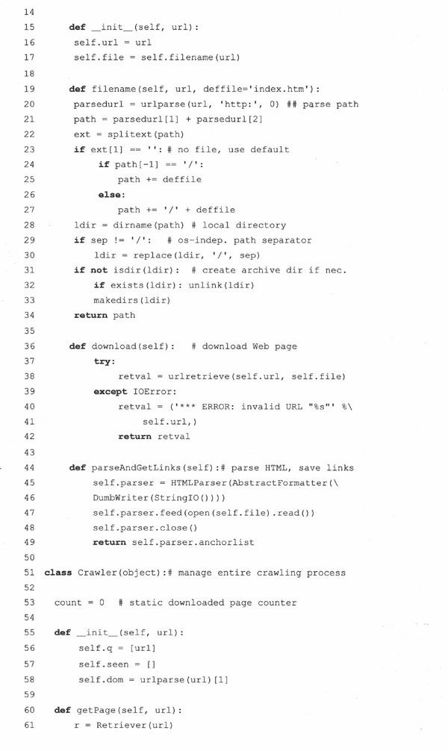 14
15 def __init__(self, url):
16 self.url = url
17 self.file = self.filename(url)
18
19 def filename(self, url, deffile='index.htm'):
20 parsedurl = urlparse(url, 'http:', 0) ## parse path
21 path = parsedurl[1] + parsedurl[2]
22 ext = splitext(path)
23 if ext[1] == '': # no file, use default
24 if path[-1] == '/':
25 path += deffile
26 else:
27 path += '/' + deffile
28 ldir = dirname(path) # local directory
29 if sep != '/': # os-indep. path separator
30 ldir = replace(ldir, '/', sep)
31 if not isdir(ldir): # create archive dir if nec.
32 if exists(ldir): unlink(ldir)
33 makedirs(ldir)
34 return path
35
36 def download(self): # download Web page
37 try:
38 retval = urlretrieve(self.url, self.file)
39 except IOError:
40 retval = ('*** ERROR: invalid URL "%s"' %\
41 self.url,)
42 return retval
43
44 def parseAndGetLinks(self):# parse HTML, save links
45 self.parser = HTMLParser(AbstractFormatter(\
46 DumbWriter(StringIO())))
47 self.parser.feed(open(self.file).read())
48 self.parser.close()
49 return self.parser.anchorlist
50
51 class Crawler(object):# manage entire crawling process
52
53 count = 0 # static downloaded page counter
54
55 def __init__(self, url):
56 self.q = [url]
57 self.seen = []
58 self.dom = urlparse(url)[1]
59
60 def getPage(self, url):
61 r = Retriever(url)